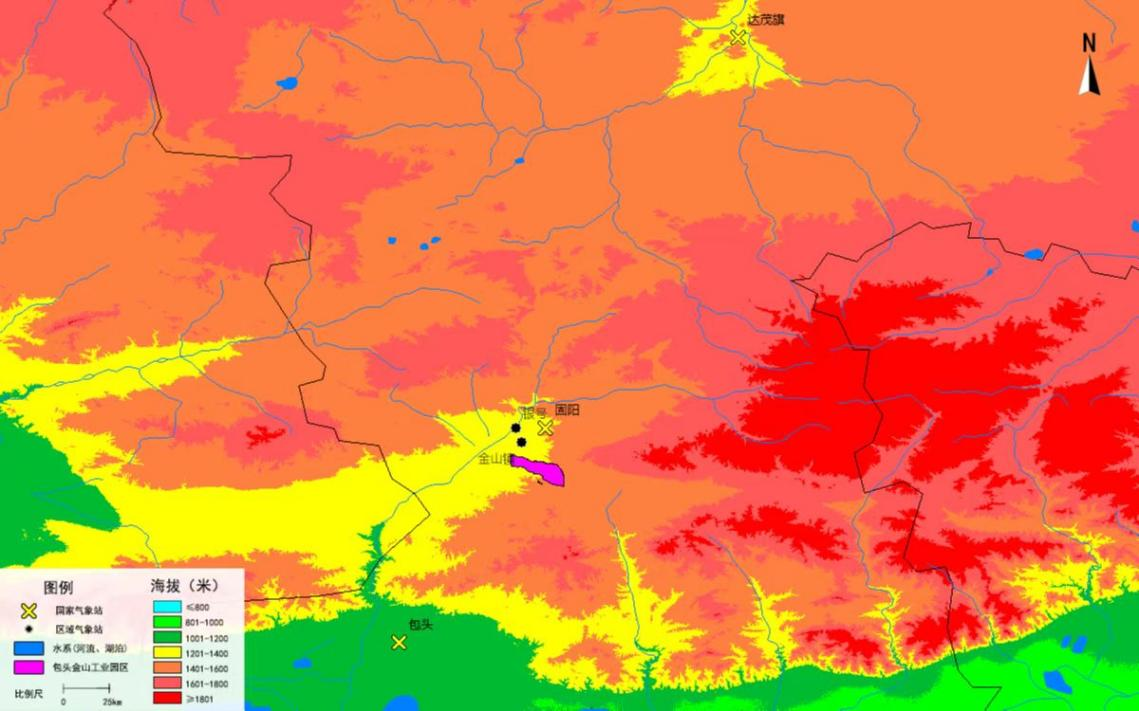 达茂旗
N
银号
固阳
金山镇
包头
图例
国家气象站
区域气象站
水系(河流、湖泊)
包头金山工业园区
比例尺
0 25km
海拔（米）
≤800
801-1000
1001-1200
1201-1400
1401-1600
1601-1800
≥1801